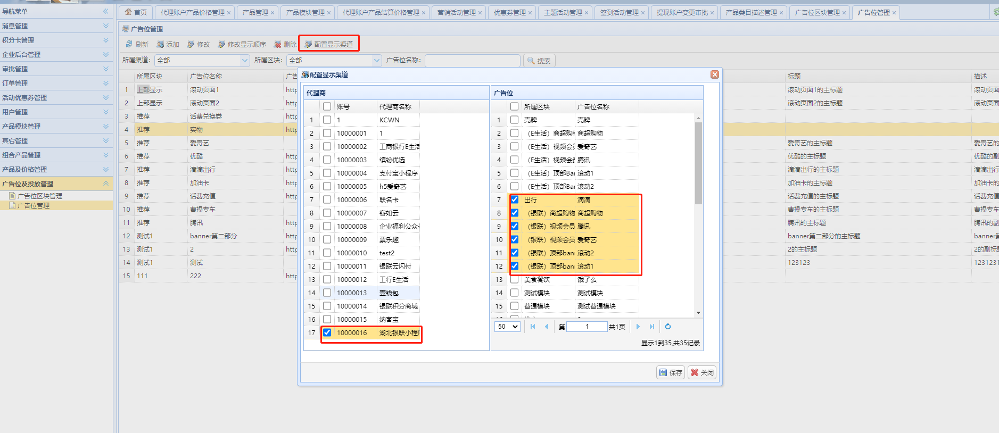 导航菜单
消息管理
积分卡管理
企业后台管理
审批管理
订单管理
活动优惠券管理
用户管理
产品模块管理
其它管理
组合产品管理
产品及价格管理
广告位及投放管理
广告位区块管理
广告位管理
首页 代理账户产品价格管理 产品管理 产品模块管理 代理账户产品结算价格管理 营销活动管理 优惠券管理 主题活动管理 签到活动管理 提现账户变更审批 产品类目描述管理 广告位区块管理 广告位管理
广告位管理
刷新 添加 修改 修改显示顺序 删除 配置显示渠道
所属渠道: 全部 所属区块: 全部 广告位名称: 搜索
所属区块 广告位名称 广告 标题 描述
1 上部显示 滚动页面1 http 滚动页面1的主标题 滚动页面
2 上部显示 滚动页面2 http 滚动页面2的主标题 滚动页面
3 推荐 话费兑换券 http
4 推荐 实物 http
5 推荐 爱奇艺 爱奇艺的主标题 爱奇艺的
6 推荐 优酷 http 优酷的主标题 优酷的副
7 推荐 滴滴出行 http 滴滴出行的主标题 滴滴出行
8 推荐 加油卡 http 加油卡的主标题 加油卡的
9 推荐 话费充值 http 话费充值的主标题 话费充值
10 推荐 曹操专车 曹操专车的主标题 曹操专车
11 推荐 腾讯 http 腾讯的主标题 腾讯的副
12 测试1 banner第二部分 http banner第二部分的主标题 banner第
13 测试1 2 http 2的主标题 2的副标题
14 测试1 测试 123123 1231231
15 111 222 http
配置显示渠道
代理商
账号 代理商名称
1 1 KCWN
2 10000001 1
3 10000002 工商银行E生活
4 10000003 缤纷优选
5 10000004 支付宝小程序
6 10000005 h5爱奇艺
7 10000006 联名卡
8 10000007 客如云
9 10000008 企业福利公众号
10 10000009 票乐趣
11 10000010 test2
12 10000011 银联云闪付
13 10000012 工行E生活
14 10000013 壹钱包
15 10000014 银联积分商城
16 10000015 纳客宝
17 10000016 湖北银联小程序
广告位
所属区块 广告位名称
1 壳牌 壳牌
2 （E生活）商超购物 商超购物
3 （E生活）视频会员 爱奇艺
4 （E生活）视频会员 腾讯
5 （E生活）顶部Ban 滚动1
6 （E生活）顶部Ban 滚动2
7 出行 滴滴
8 （银联）商超购物 商超购物
9 （银联）视频会员 腾讯
10 （银联）视频会员 爱奇艺
11 （银联）顶部ban 滚动2
12 （银联）顶部ban 滚动1
13 美食餐饮 饿了么
14 测试模块 测试模块
15 普通模块 测试普通模块
50 第 1 共1页
显示1到35,共35记录
保存 关闭